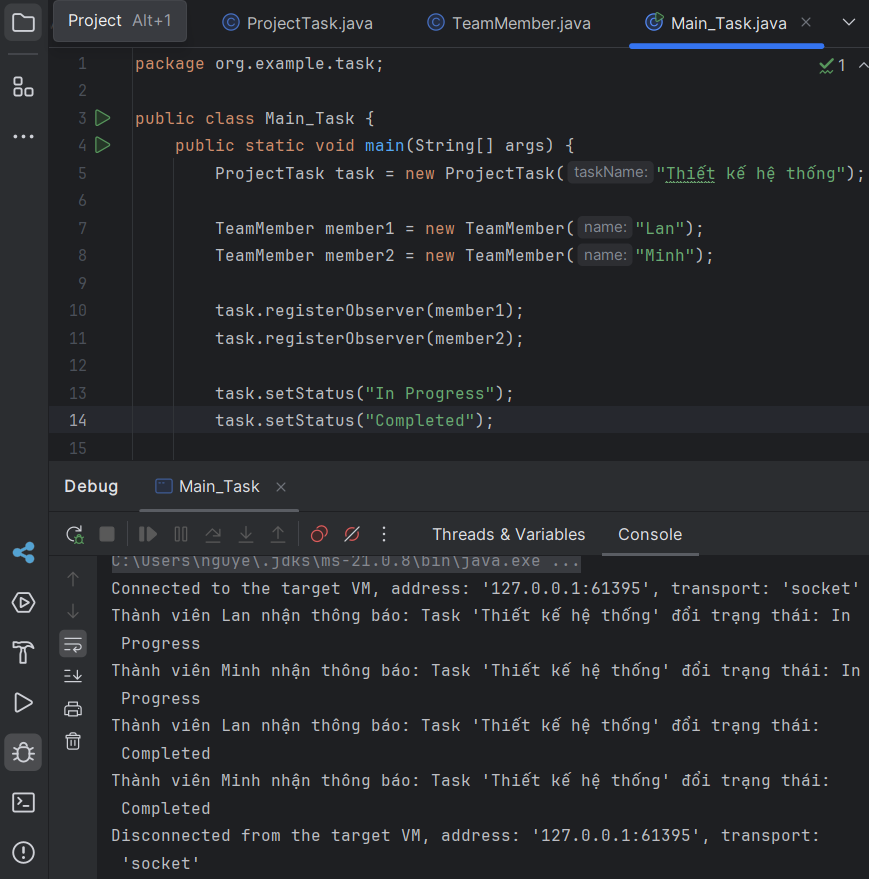 Project Alt+1
ProjectTask.java
TeamMember.java
Main_Task.java
1 package org.example.task;
1
2
3 public class Main_Task {
4 public static void main(String[] args) {
5 ProjectTask task = new ProjectTask( taskName: "Thiết kế hệ thống");
6
7 TeamMember member1 = new TeamMember( name: "Lan");
8 TeamMember member2 = new TeamMember( name: "Minh");
9
10 task.registerObserver(member1);
11 task.registerObserver(member2);
12
13 task.setStatus("In Progress");
14 task.setStatus("Completed");
15
Debug Main_Task
Threads & Variables Console
C:\Users\nguye\.jdks\ms-21.0.8\bin\java.exe ...
Connected to the target VM, address: '127.0.0.1:61395', transport: 'socket'
Thành viên Lan nhận thông báo: Task 'Thiết kế hệ thống' đổi trạng thái: In
Progress
Thành viên Minh nhận thông báo: Task 'Thiết kế hệ thống' đổi trạng thái: In
Progress
Thành viên Lan nhận thông báo: Task 'Thiết kế hệ thống' đổi trạng thái:
Completed
Thành viên Minh nhận thông báo: Task 'Thiết kế hệ thống' đổi trạng thái:
Completed
Disconnected from the target VM, address: '127.0.0.1:61395', transport:
'socket'